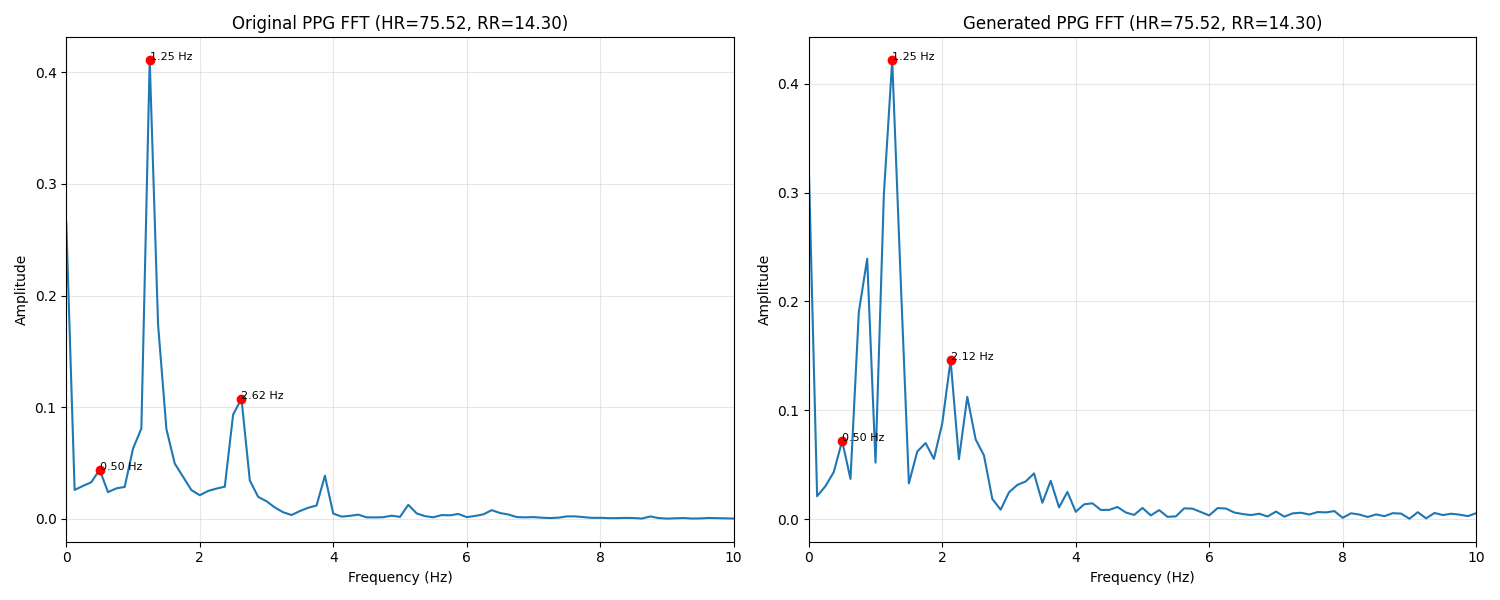 Original PPG FFT (HR=75.52, RR=14.30)
1.25 Hz
2.62 Hz
0.50 Hz
0.4
0.3
0.2
0.1
0.0
Amplitude
0 2 4 6 8 10
Frequency (Hz)
Generated PPG FFT (HR=75.52, RR=14.30)
1.25 Hz
2.12 Hz
0.50 Hz
0.4
0.3
0.2
0.1
0.0
Amplitude
0 2 4 6 8 10
Frequency (Hz)